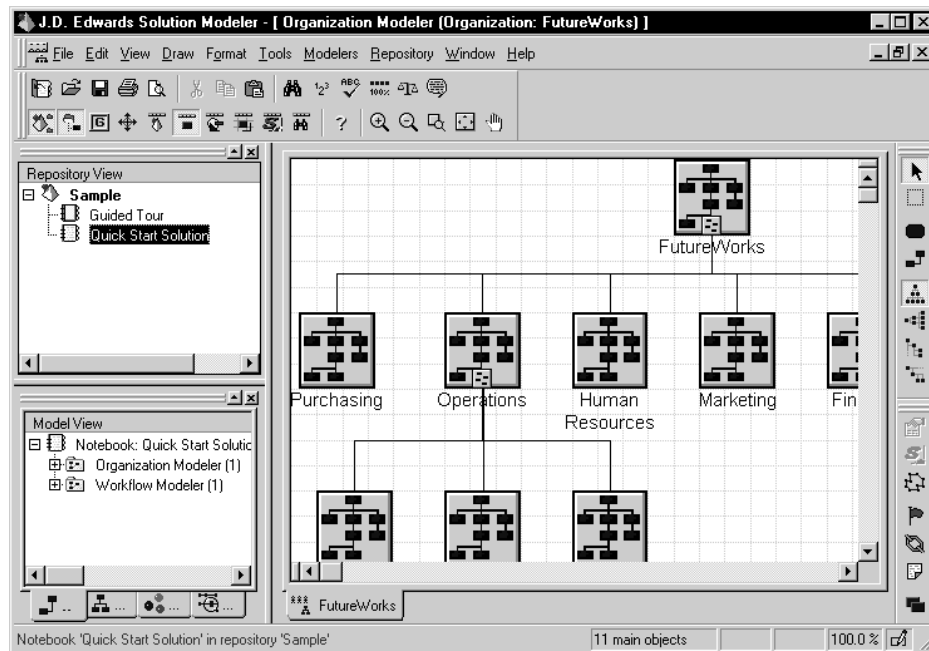 J.D. Edwards Solution Modeler - [ Organization Modeler (Organization: FutureWorks) ]
File Edit View Draw Format Tools Modelers Repository Window Help
1²3 ABC 100%
G S ?
Repository View
Sample
Guided Tour
Quick Start Solution
Model View
Notebook: Quick Start Solutic
Organization Modeler (1)
Workflow Modeler (1)
.. ... ... ...
FutureWorks
Purchasing Operations Human Resources Marketing Fin
FutureWorks
Notebook 'Quick Start Solution' in repository 'Sample' 11 main objects 100.0 %